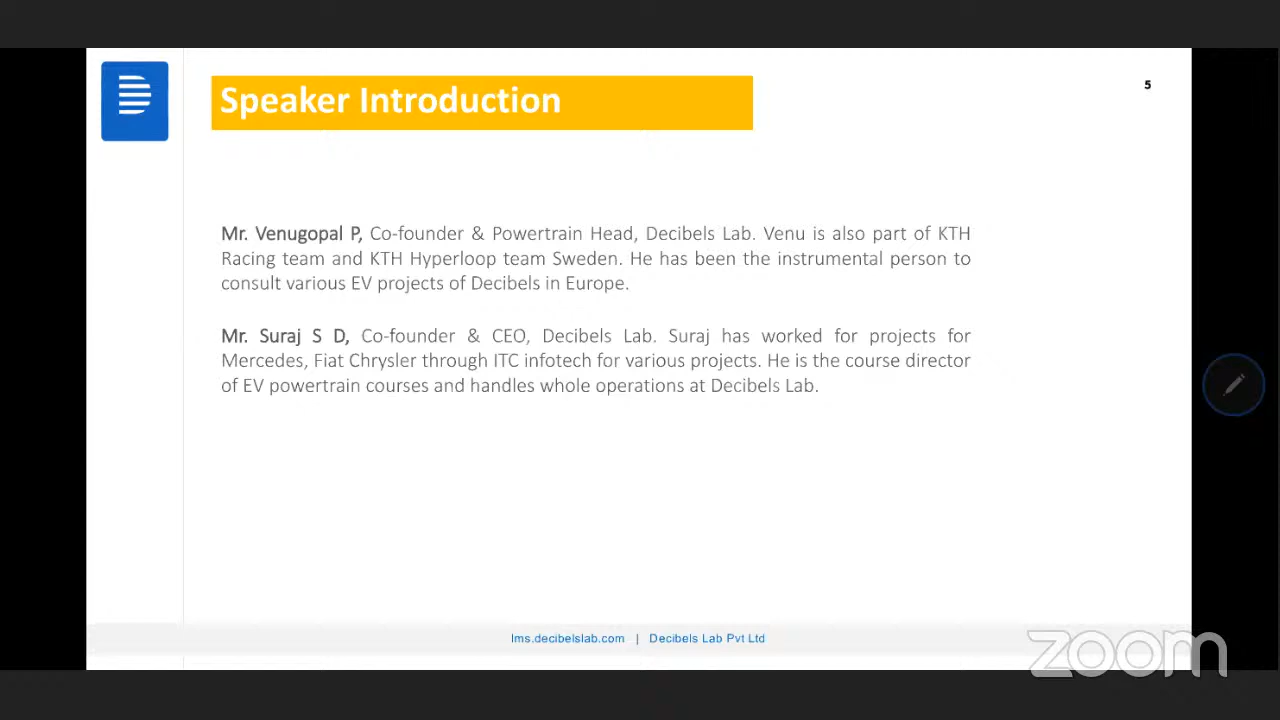 Speaker Introduction
5
Mr. Venugopal P, Co-founder & Powertrain Head, Decibels Lab. Venu is also part of KTH
Racing team and KTH Hyperloop team Sweden. He has been the instrumental person to
consult various EV projects of Decibels in Europe.
Mr. Suraj S D, Co-founder & CEO, Decibels Lab. Suraj has worked for projects for
Mercedes, Fiat Chrysler through ITC infotech for various projects. He is the course director
of EV powertrain courses and handles whole operations at Decibels Lab.
lms.decibelslab.com | Decibels Lab Pvt Ltd
zoom